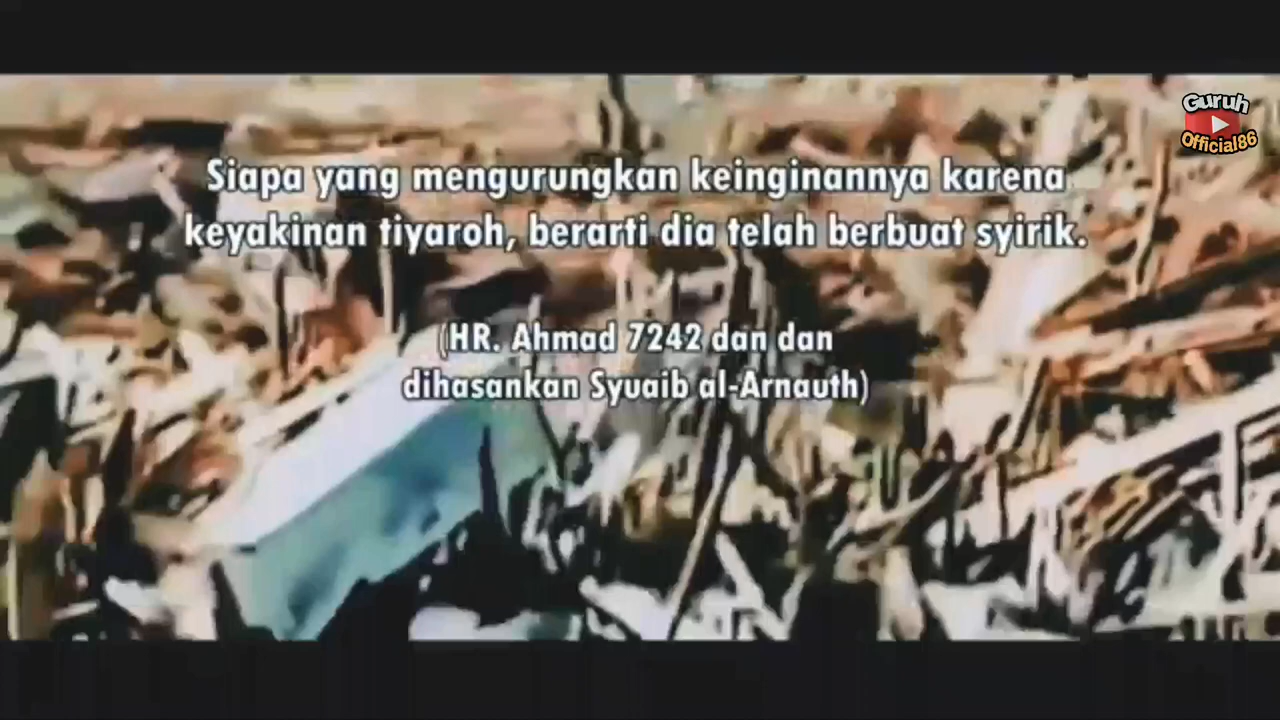 Guruh
Official86
Siapa yang mengurungkan keinginannya karena
keyakinan tiyaroh, berarti dia telah berbuat syirik.
(HR. Ahmad 7242 dan dan
dihasankan Syuaib al-Arnauth)